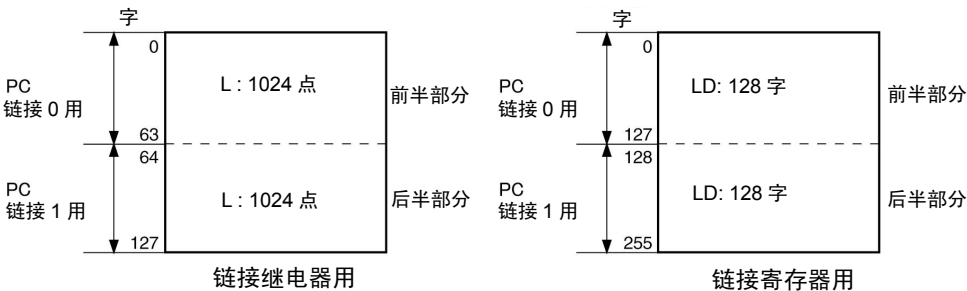 字
0
PC
链接 0 用
L : 1024 点
前半部分
63
64
PC
链接 1 用
L : 1024 点
后半部分
127
链接继电器用
字
0
PC
链接 0 用
LD: 128 字
前半部分
127
128
PC
链接 1 用
LD: 128 字
后半部分
255
链接寄存器用